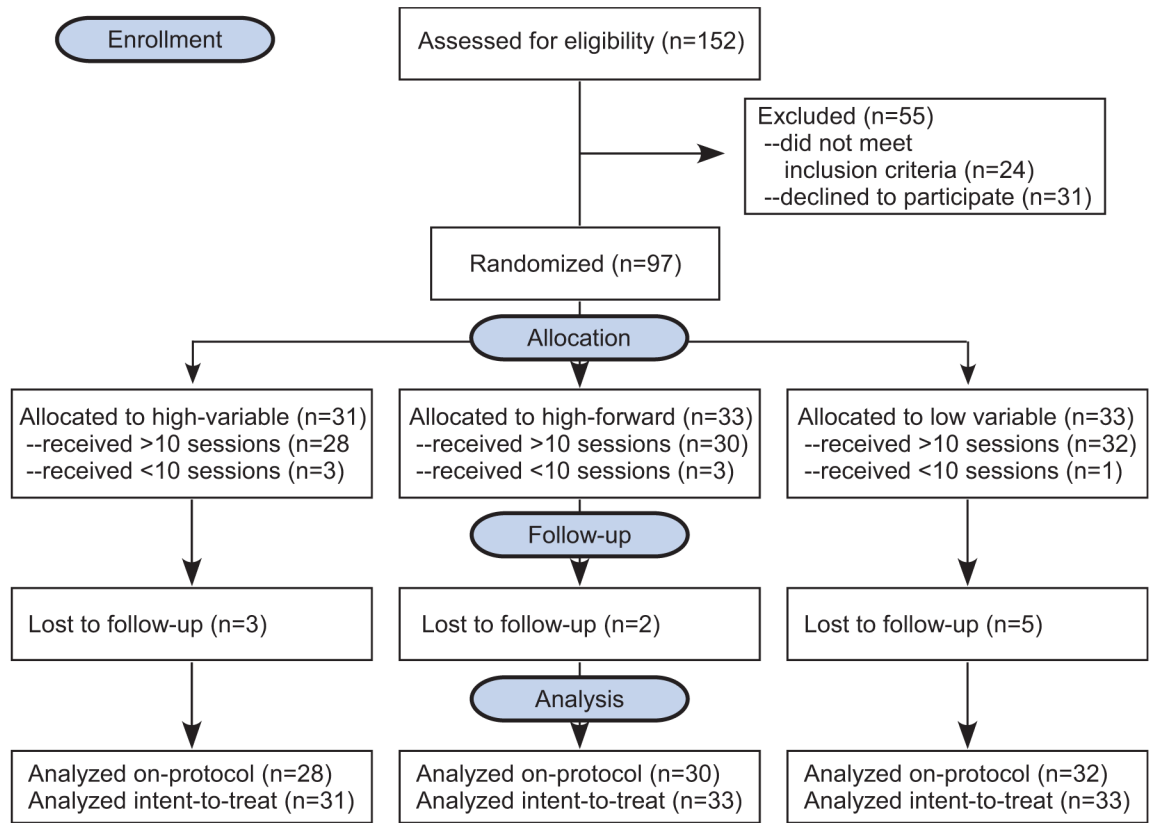 Enrollment
Assessed for eligibility (n=152)
Excluded (n=55)
--did not meet
inclusion criteria (n=24)
--declined to participate (n=31)
Randomized (n=97)
Allocation
Allocated to high-variable (n=31)
--received >10 sessions (n=28
--received <10 sessions (n=3)
Allocated to high-forward (n=33)
--received >10 sessions (n=30)
--received <10 sessions (n=3)
Allocated to low variable (n=33)
--received >10 sessions (n=32)
--received <10 sessions (n=1)
Follow-up
Lost to follow-up (n=3)
Lost to follow-up (n=2)
Lost to follow-up (n=5)
Analysis
Analyzed on-protocol (n=28)
Analyzed intent-to-treat (n=31)
Analyzed on-protocol (n=30)
Analyzed intent-to-treat (n=33)
Analyzed on-protocol (n=32)
Analyzed intent-to-treat (n=33)